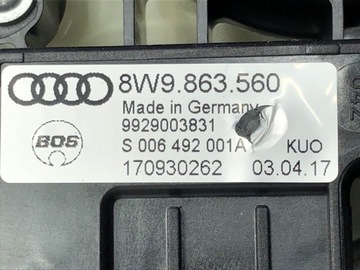 8W9.863.560
Made in Germany
9929003831
BOS
S 006 492 001A
KUO
170930262
03.04.17